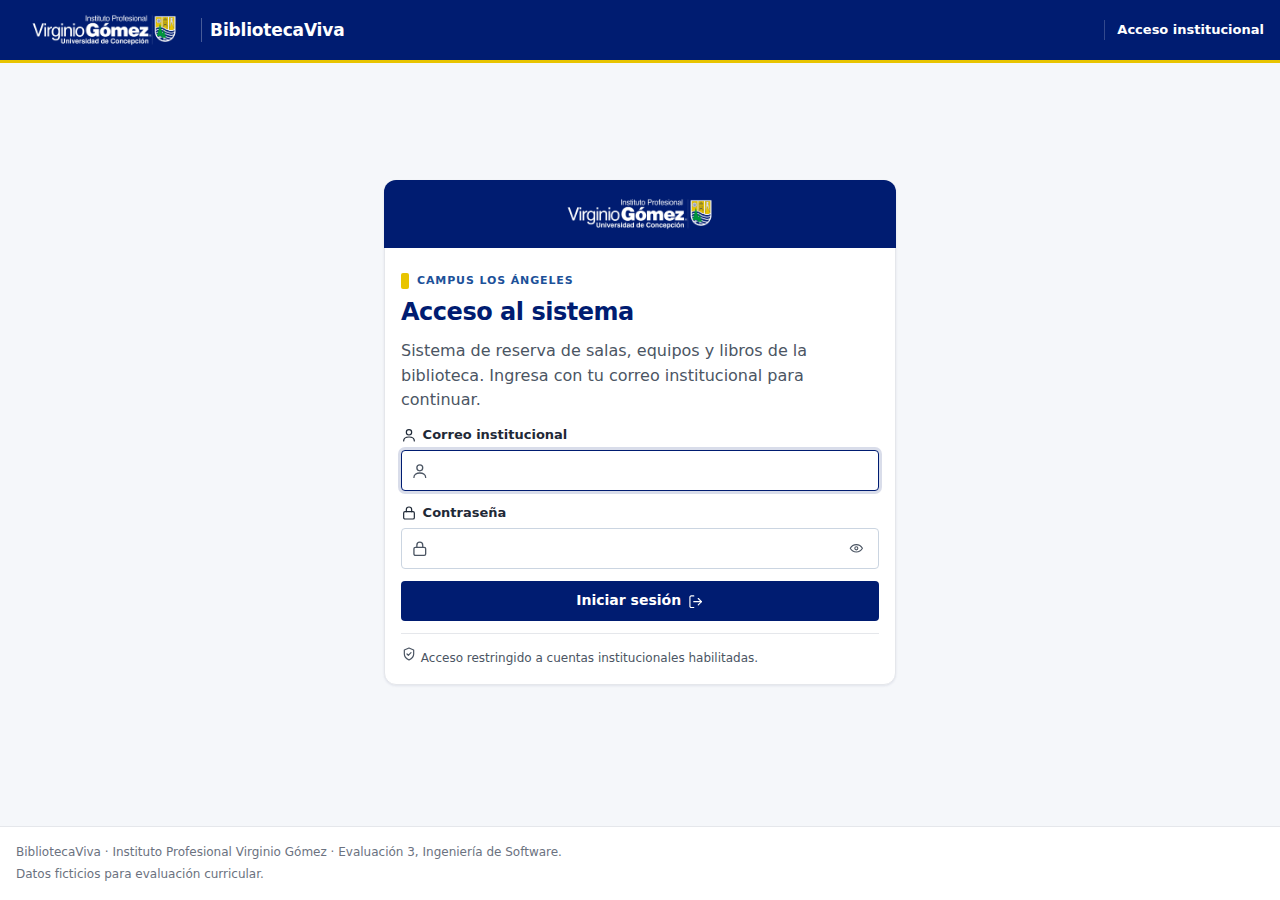 Instituto Profesional
VirginioGómez
Universidad de Concepción
BibliotecaViva
Acceso institucional
Instituto Profesional
VirginioGómez
Universidad de Concepción
CAMPUS LOS ÁNGELES
Acceso al sistema
Sistema de reserva de salas, equipos y libros de la
biblioteca. Ingresa con tu correo institucional para
continuar.
Correo institucional
Contraseña
Iniciar sesión
Acceso restringido a cuentas institucionales habilitadas.
BibliotecaViva · Instituto Profesional Virginio Gómez · Evaluación 3, Ingeniería de Software.
Datos ficticios para evaluación curricular.